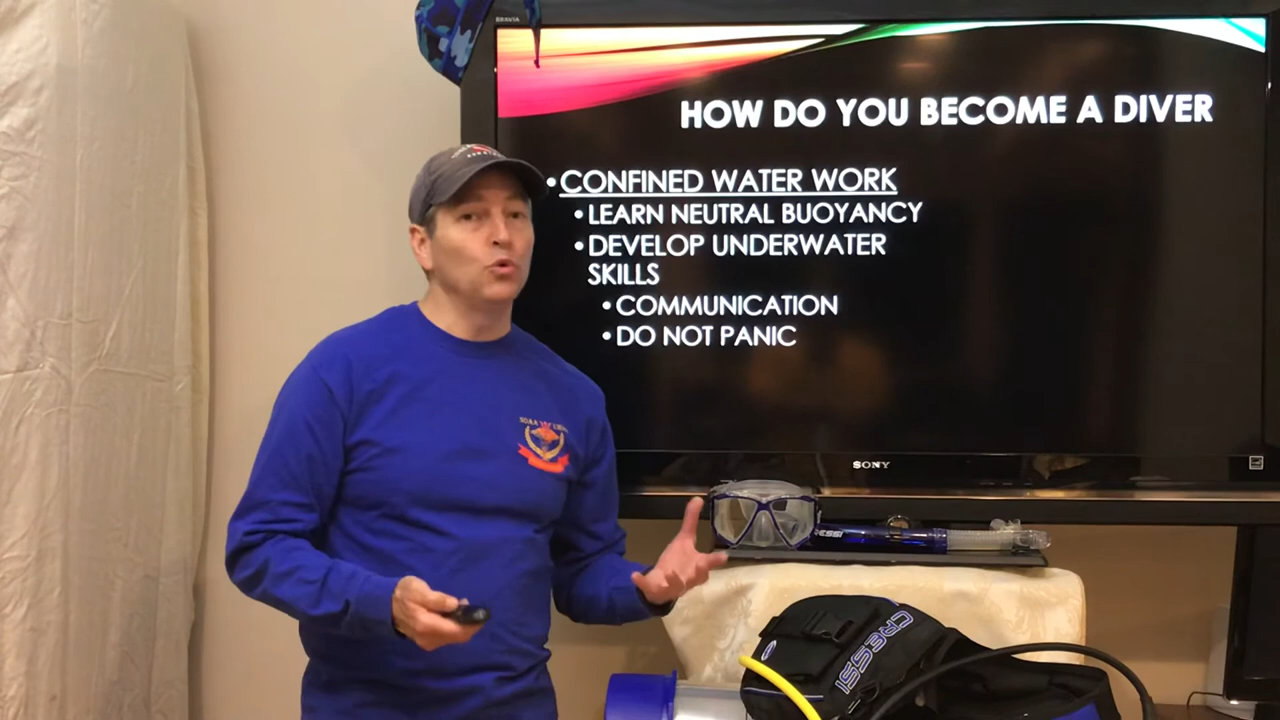 BRAVIA
HOW DO YOU BECOME A DIVER
•CONFINED WATER WORK
•LEARN NEUTRAL BUOYANCY
•DEVELOP UNDERWATER
SKILLS
•COMMUNICATION
•DO NOT PANIC
SONY
CRESSI